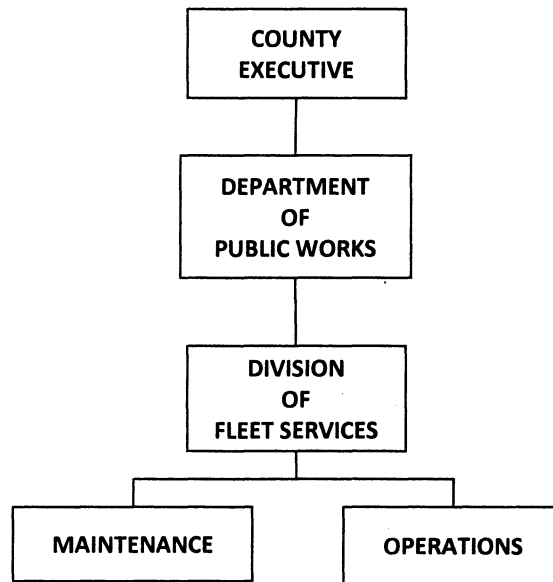 COUNTY
EXECUTIVE
DEPARTMENT
OF
PUBLIC WORKS
DIVISION
OF
FLEET SERVICES
MAINTENANCE
OPERATIONS